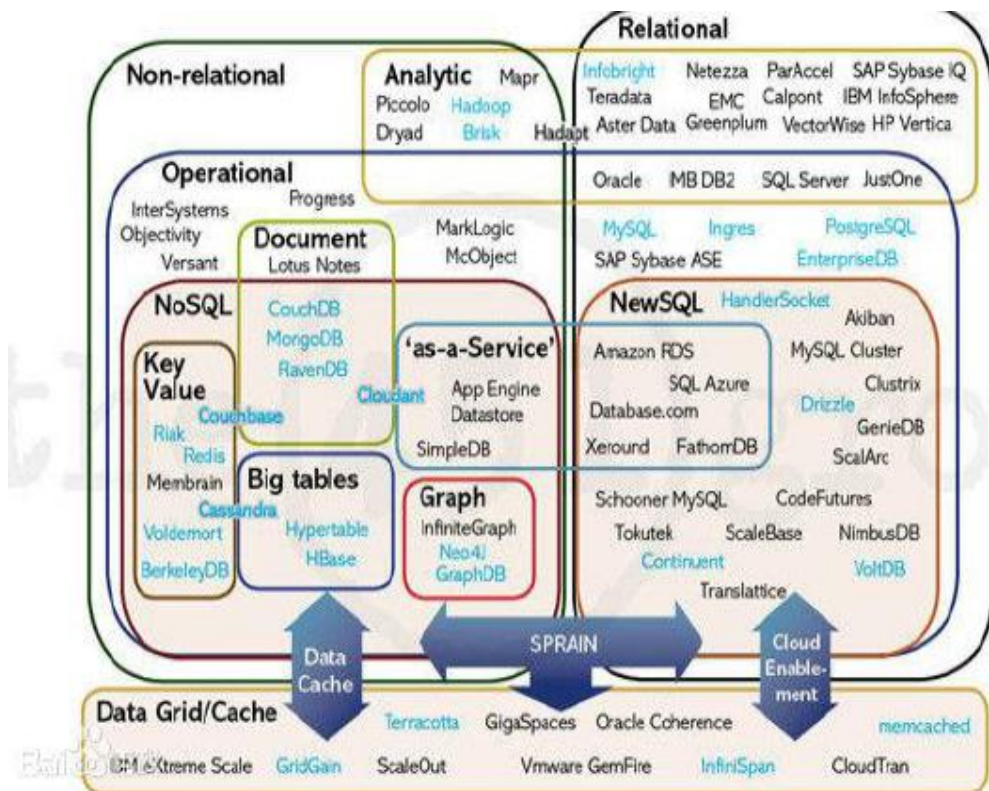 Relational
Non-relational
Analytic
Mapr
Piccolo
Hadoop
Dryad
Brisk
Hadapt
Infobright
Netezza
ParAccel
SAP Sybase IQ
Teradata
EMC
Calpont
IBM InfoSphere
Aster Data
Greenplum
VectorWise
HP Vertica
Operational
InterSystems
Progress
Objectivity
Versant
Document
Lotus Notes
MarkLogic
McObject
Oracle
IMB DB2
SQL Server
JustOne
MySQL
Ingres
PostgreSQL
SAP Sybase ASE
EnterpriseDB
NoSQL
CouchDB
MongoDB
RavenDB
Key
Value
Couchbase
Riak
Redis
Membrain
Cassandra
Voldemort
BerkeleyDB
Big tables
Hypertable
HBase
Cloudant
'as-a-Service'
App Engine
Datastore
SimpleDB
Graph
InfiniteGraph
Neo4J
GraphDB
NewSQL
HandlerSocket
Akiban
Amazon RDS
MySQL Cluster
SQL Azure
Clustrix
Database.com
Drizzle
GenieDB
Xeround
FathomDB
ScalArc
Schooner MySQL
CodeFutures
Tokutek
ScaleBase
NimbusDB
Continuent
VoltDB
Translattice
Data
Cache
SPRAIN
Cloud
Enable-
ment
Data Grid/Cache
Terracotta
GigaSpaces
Oracle Coherence
memcached
eXtreme Scale
GridGain
ScaleOut
Vmware GemFire
InfiniSpan
CloudTran